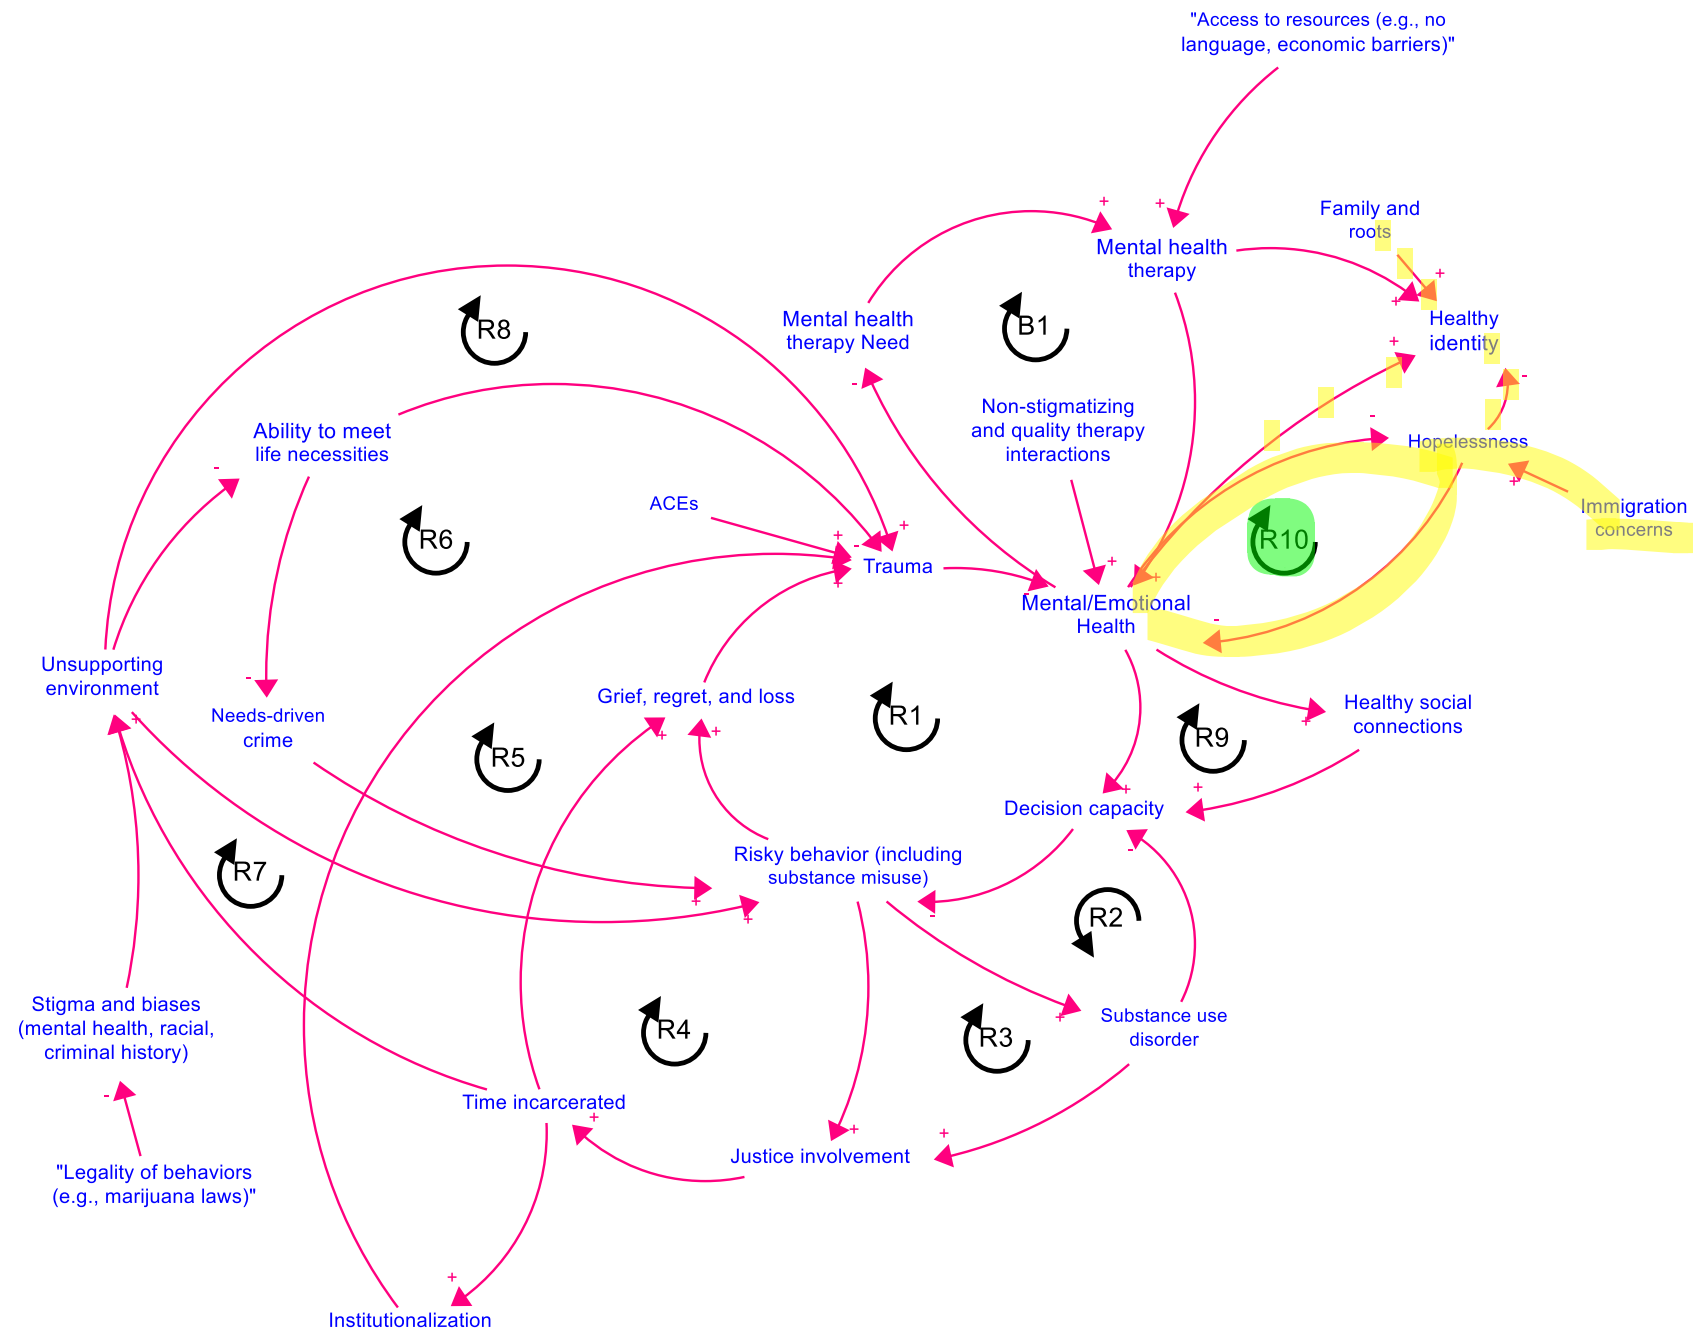 "Access to resources (e.g., no
language, economic barriers)"
Family and
roots
Mental health
therapy
Healthy
identity
Mental health
therapy Need
B1
R8
Non-stigmatizing
and quality therapy
interactions
Hopelessness
Immigration
concerns
Ability to meet
life necessities
ACEs
R6
R10
Trauma
Mental/Emotional
Health
Unsupporting
environment
Grief, regret, and loss
Healthy social
connections
Needs-driven
crime
R1
R9
R5
Decision capacity
Risky behavior (including
substance misuse)
R7
R2
Stigma and biases
(mental health, racial,
criminal history)
R4
R3
Substance use
disorder
Time incarcerated
Justice involvement
"Legality of behaviors
(e.g., marijuana laws)"
Institutionalization